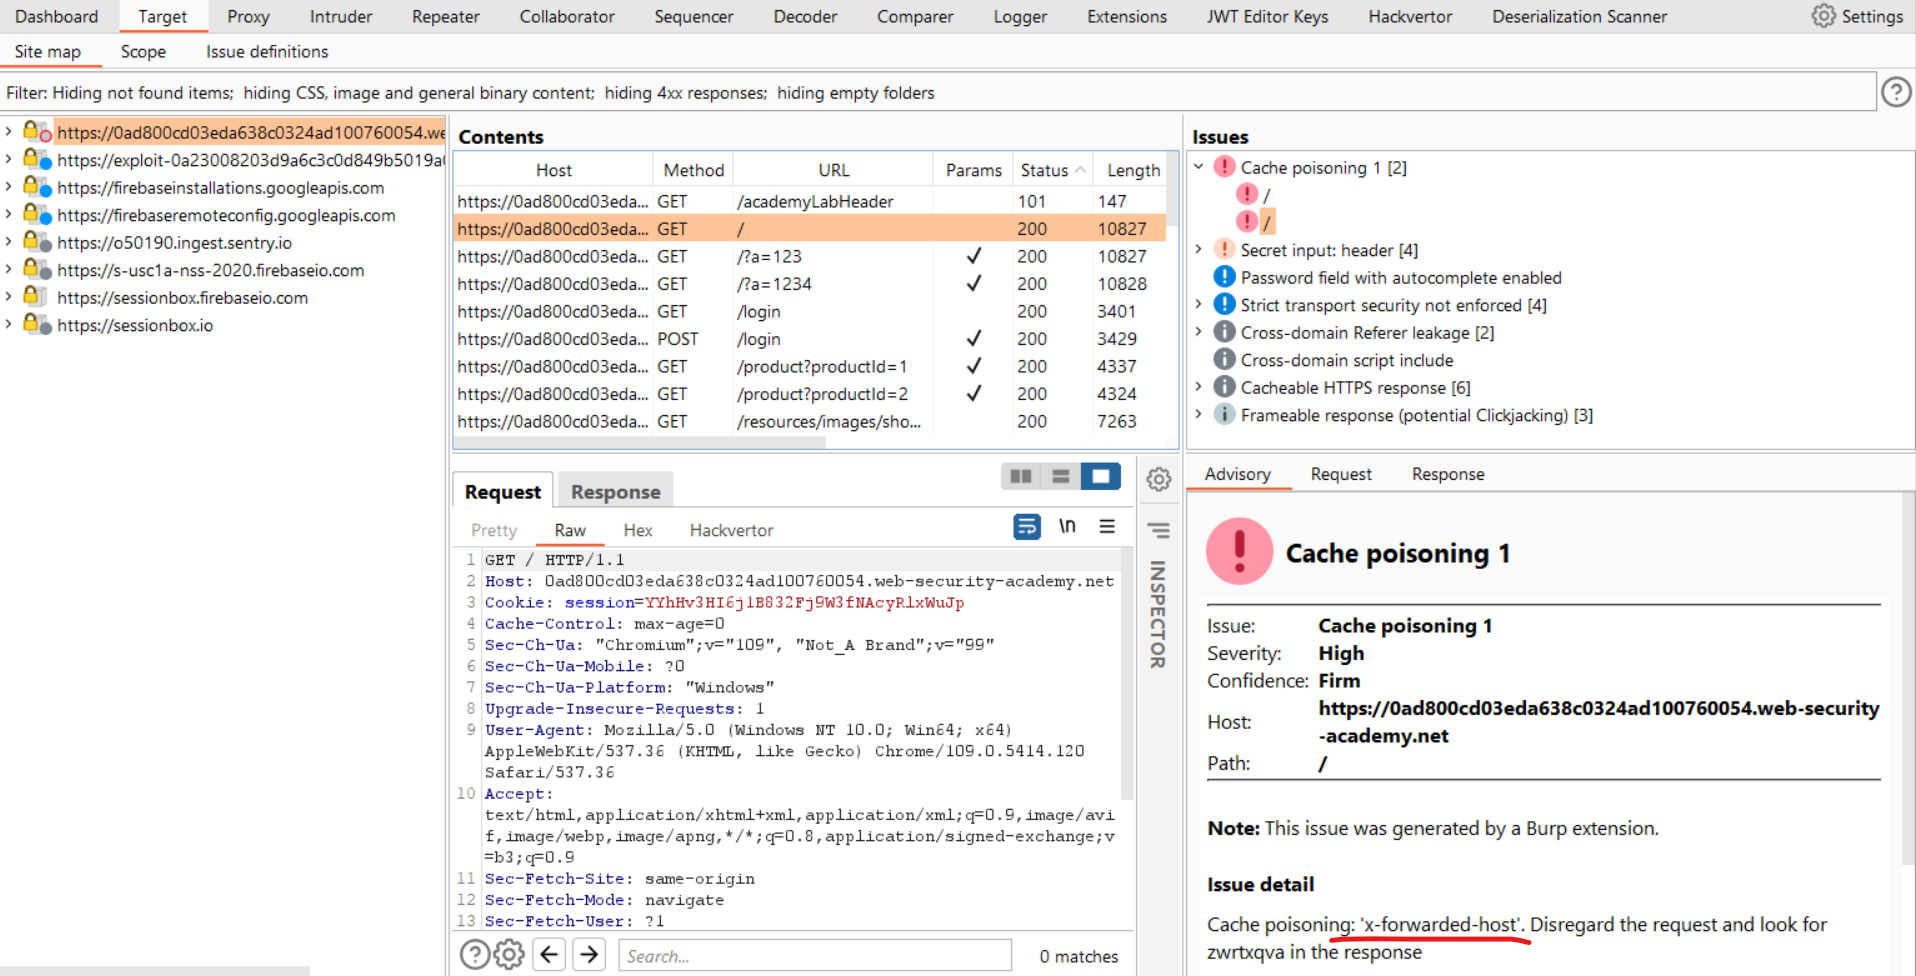 Dashboard Target Proxy Intruder Repeater Collaborator Sequencer Decoder Comparer Logger Extensions JWT Editor Keys Hackvertor Deserialization Scanner Settings
Site map Scope Issue definitions
Filter: Hiding not found items; hiding CSS, image and general binary content; hiding 4xx responses; hiding empty folders
https://0ad800cd03eda638c0324ad100760054.we
https://exploit-0a23008203d9a6c3c0d849b5019a
https://firebaseinstallations.googleapis.com
https://firebaseremoteconfig.googleapis.com
https://o50190.ingest.sentry.io
https://s-usc1a-nss-2020.firebaseio.com
https://sessionbox.firebaseio.com
https://sessionbox.io
Contents
Host Method URL Params Status Length
https://0ad800cd03eda... GET /academyLabHeader 101 147
https://0ad800cd03eda... GET / 200 10827
https://0ad800cd03eda... GET /?a=123 ✓ 200 10827
https://0ad800cd03eda... GET /?a=1234 ✓ 200 10828
https://0ad800cd03eda... GET /login 200 3401
https://0ad800cd03eda... POST /login ✓ 200 3429
https://0ad800cd03eda... GET /product?productId=1 ✓ 200 4337
https://0ad800cd03eda... GET /product?productId=2 ✓ 200 4324
https://0ad800cd03eda... GET /resources/images/sho... 200 7263
Issues
Cache poisoning 1 [2]
/
/
Secret input: header [4]
Password field with autocomplete enabled
Strict transport security not enforced [4]
Cross-domain Referer leakage [2]
Cross-domain script include
Cacheable HTTPS response [6]
Frameable response (potential Clickjacking) [3]
Request Response
Pretty Raw Hex Hackvertor \n
1 GET / HTTP/1.1
2 Host: 0ad800cd03eda638c0324ad100760054.web-security-academy.net
3 Cookie: session=YYhHv3HI6j1B832Fj9W3fNAcyRlxWuJp
4 Cache-Control: max-age=0
5 Sec-Ch-Ua: "Chromium";v="109", "Not_A Brand";v="99"
6 Sec-Ch-Ua-Mobile: ?0
7 Sec-Ch-Ua-Platform: "Windows"
8 Upgrade-Insecure-Requests: 1
9 User-Agent: Mozilla/5.0 (Windows NT 10.0; Win64; x64)
AppleWebKit/537.36 (KHTML, like Gecko) Chrome/109.0.5414.120
Safari/537.36
10 Accept:
text/html,application/xhtml+xml,application/xml;q=0.9,image/avi
f,image/webp,image/apng,*/*;q=0.8,application/signed-exchange;v
=b3;q=0.9
11 Sec-Fetch-Site: same-origin
12 Sec-Fetch-Mode: navigate
13 Sec-Fetch-User: ?1
Search... 0 matches
INSPECTOR
Advisory Request Response
Cache poisoning 1
Issue: Cache poisoning 1
Severity: High
Confidence: Firm
Host: https://0ad800cd03eda638c0324ad100760054.web-security
-academy.net
Path: /
Note: This issue was generated by a Burp extension.
Issue detail
Cache poisoning: 'x-forwarded-host'. Disregard the request and look for
zwrtxqva in the response